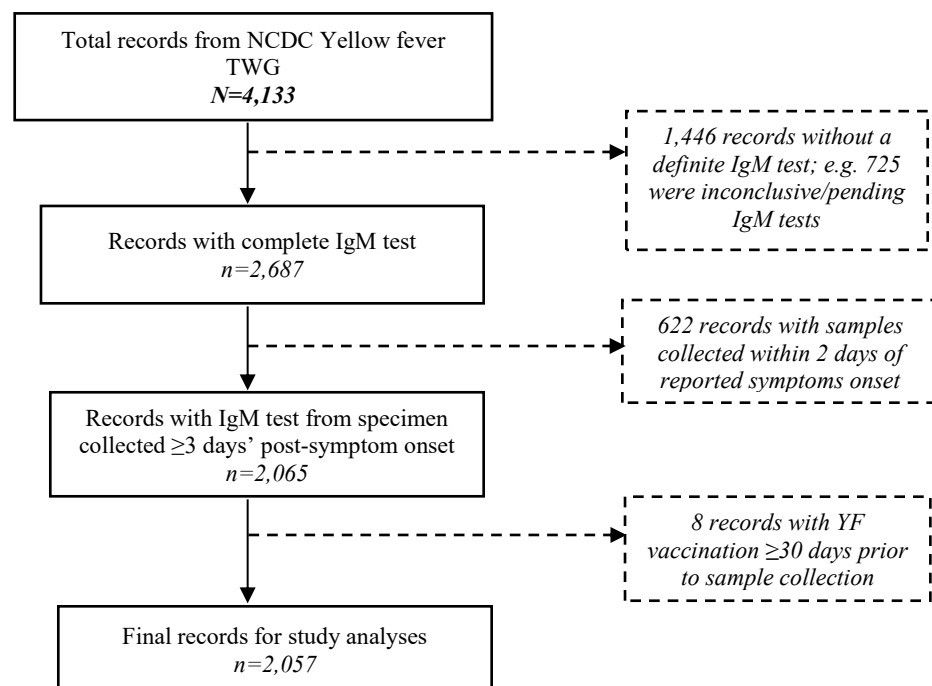 Total records from NCDC Yellow fever
TWG
N=4,133
1,446 records without a
definite IgM test; e.g. 725
were inconclusive/pending
IgM tests
Records with complete IgM test
n=2,687
622 records with samples
collected within 2 days of
reported symptoms onset
Records with IgM test from specimen
collected ≥3 days’ post-symptom onset
n=2,065
8 records with YF
vaccination ≥30 days prior
to sample collection
Final records for study analyses
n=2,057